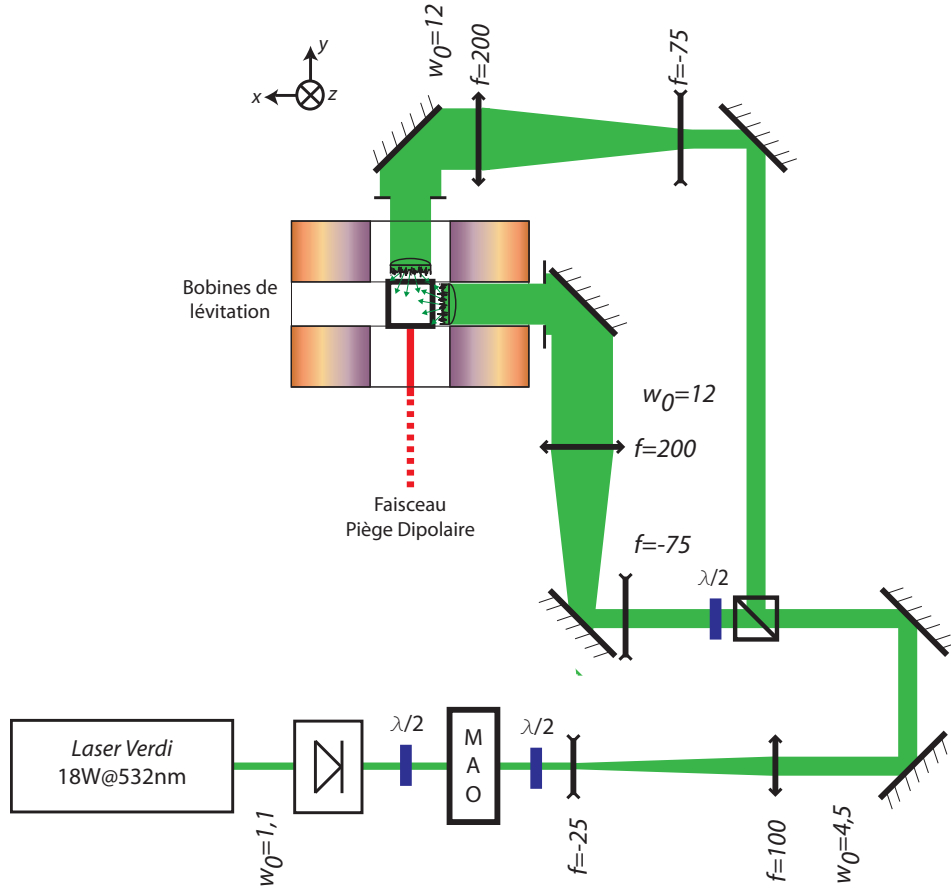 y
x
z
w0=12
f=200
f=-75
Bobines de
lévitation
w0=12
f=200
Faisceau
Piège Dipolaire
f=-75
λ/2
Laser Verdi
18W@532nm
w0=1,1
λ/2
M
A
O
λ/2
f=-25
f=100
w0=4,5